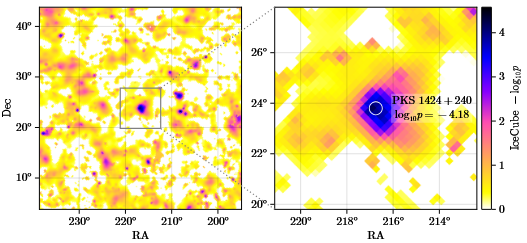 40°
30°
20°
10°
Dec
230° 220° 210° 200°
RA
26°
24°
22°
20°
PKS 1424 + 240
log₁₀p = −4.18
220° 218° 216° 214°
RA
4
3
2
1
0
IceCube − log₁₀p